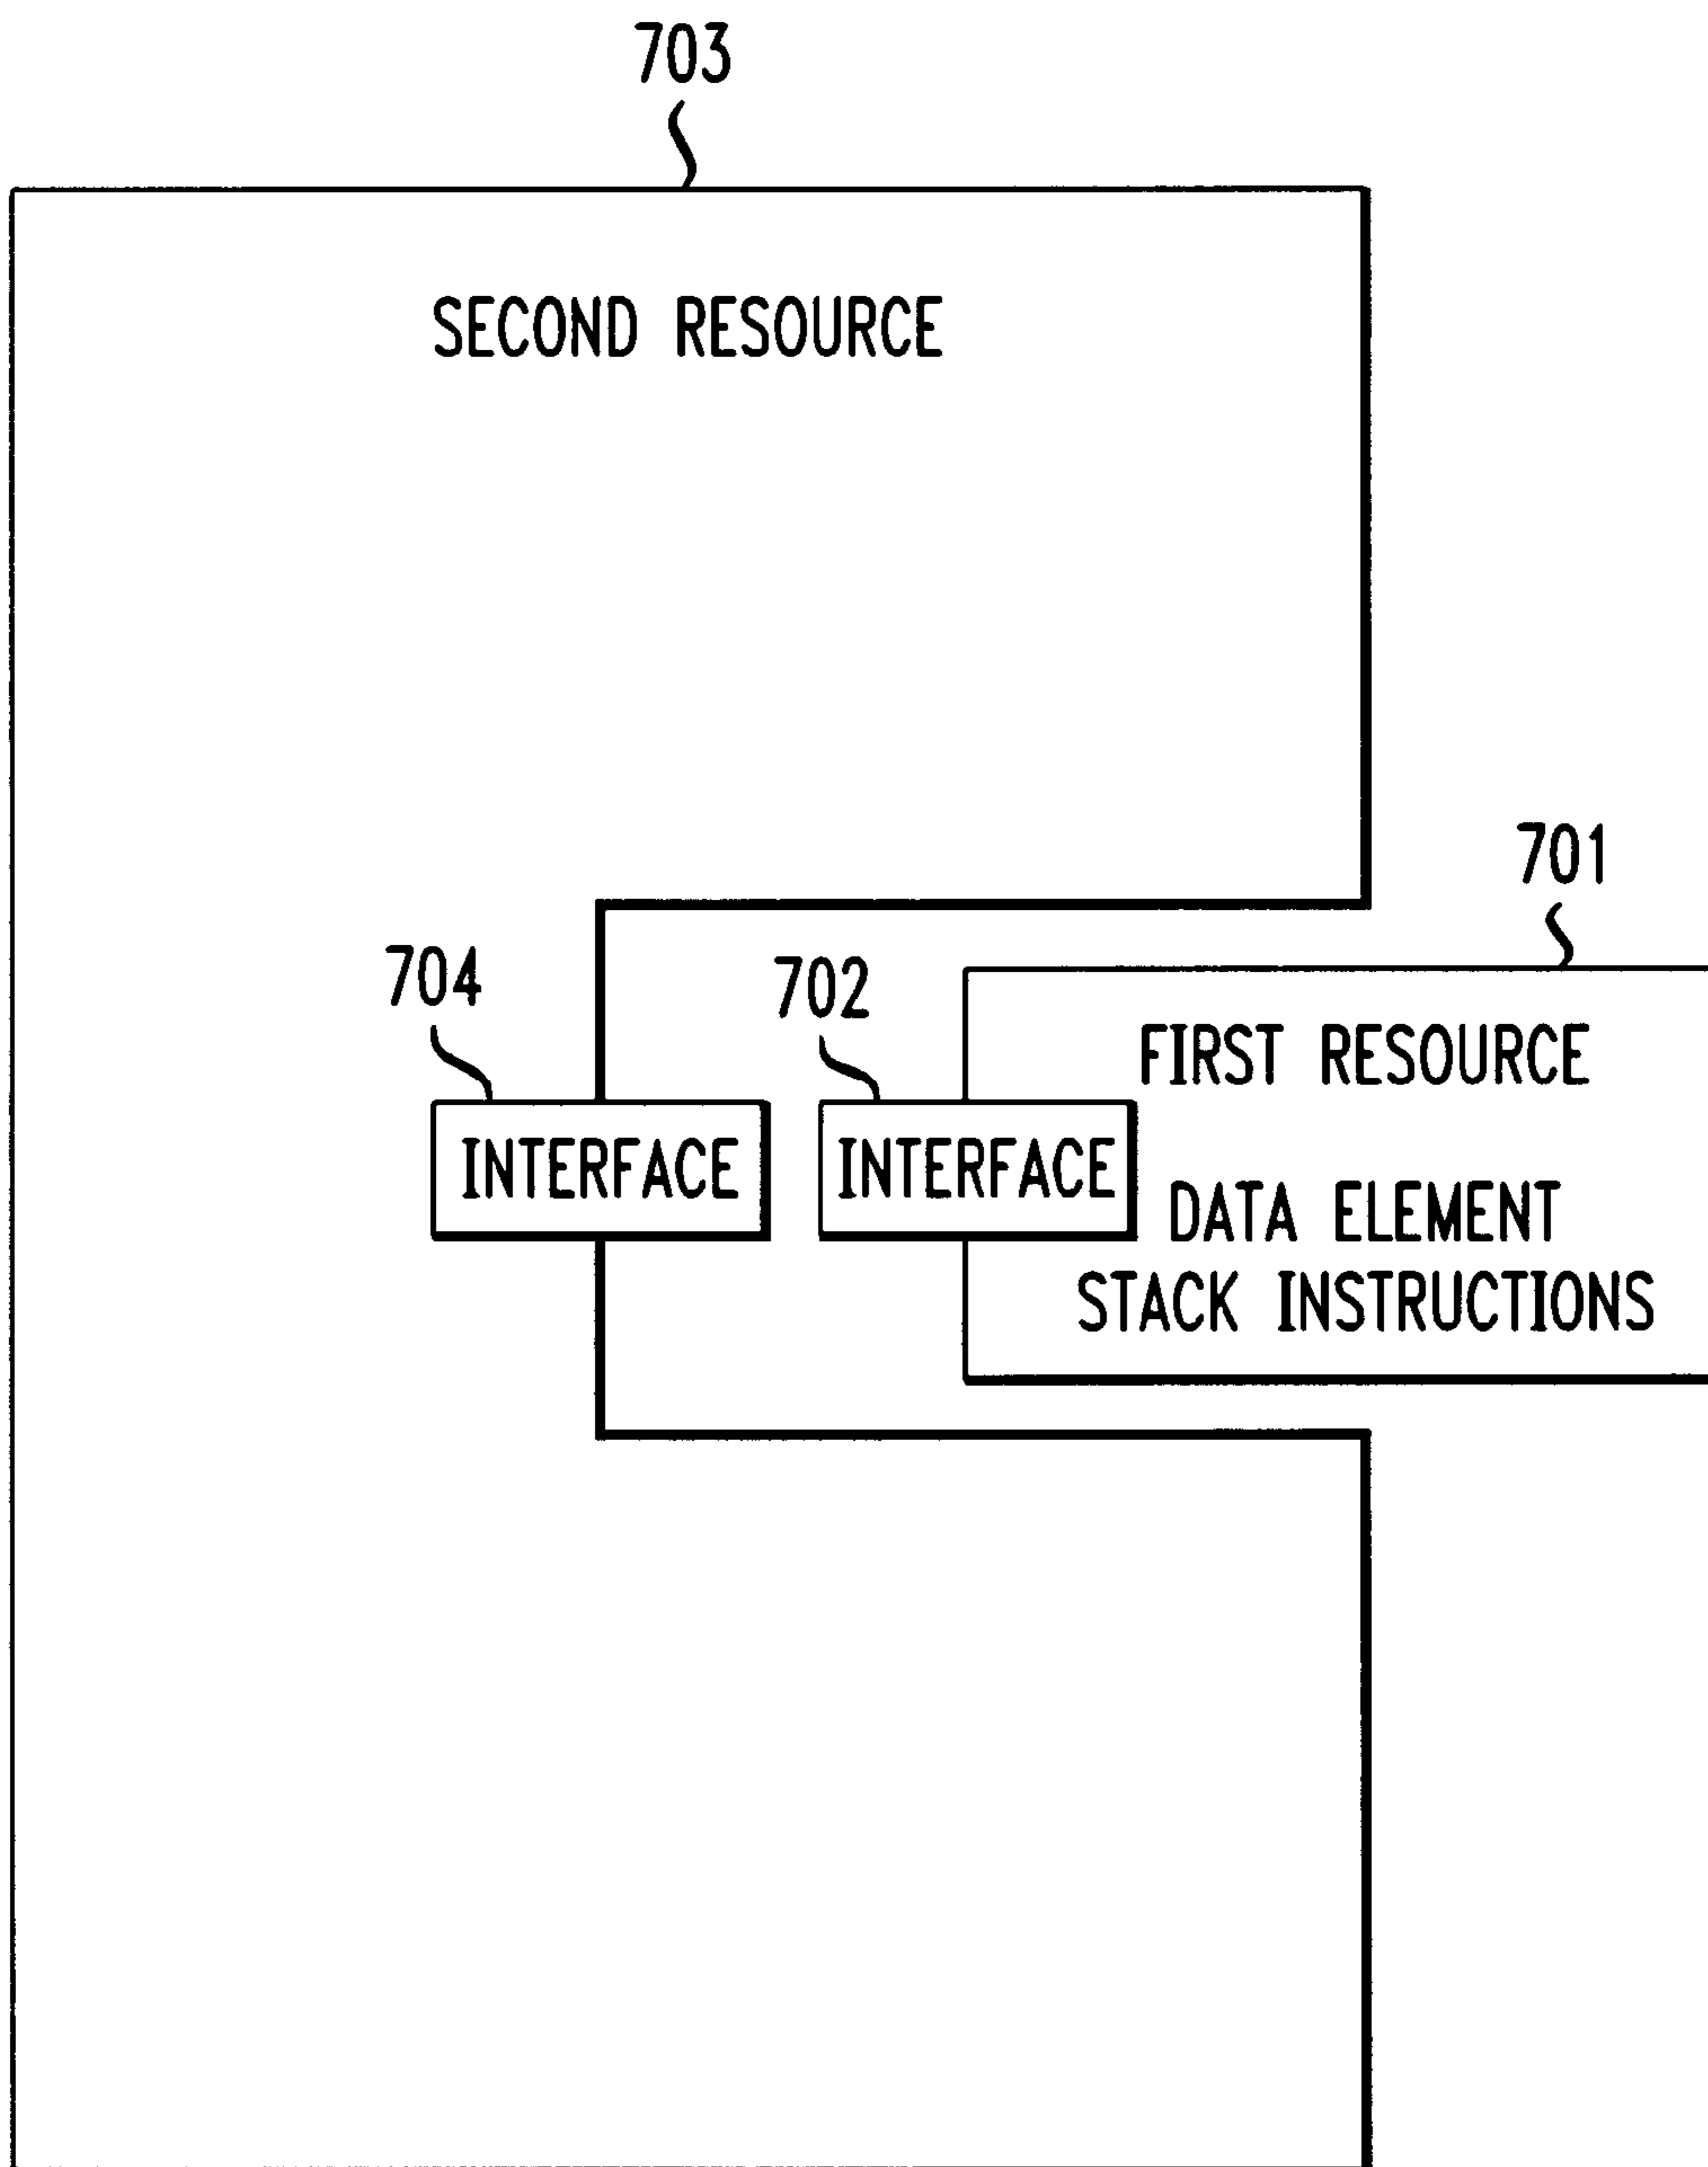 703
SECOND RESOURCE
701
704
702
FIRST RESOURCE
INTERFACE
INTERFACE
DATA ELEMENT
STACK INSTRUCTIONS